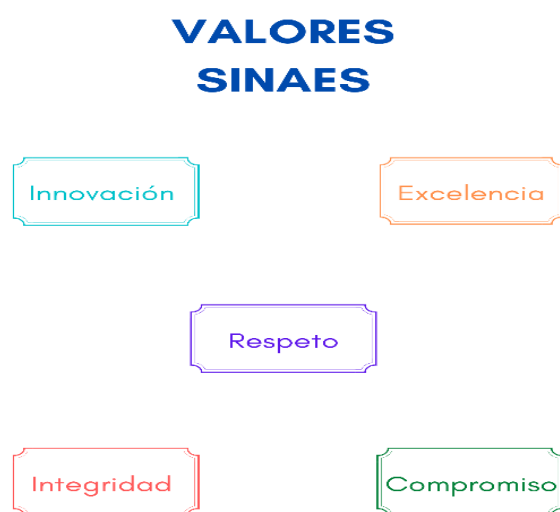 VALORES
SINAES
Innovación
Excelencia
Respeto
Integridad
Compromiso